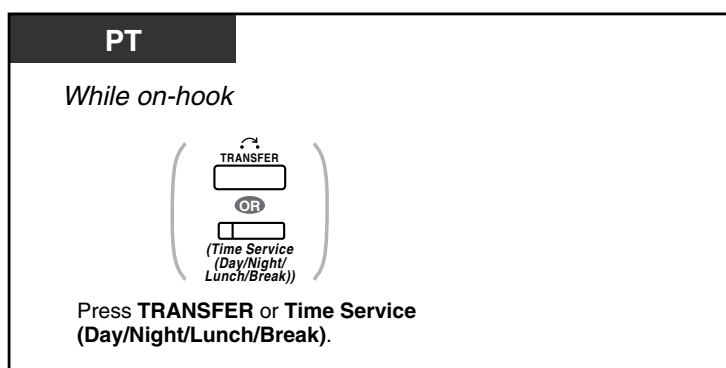 PT
While on-hook
TRANSFER
OR
(Time Service
(Day/Night/
Lunch/Break))
Press TRANSFER or Time Service
(Day/Night/Lunch/Break).